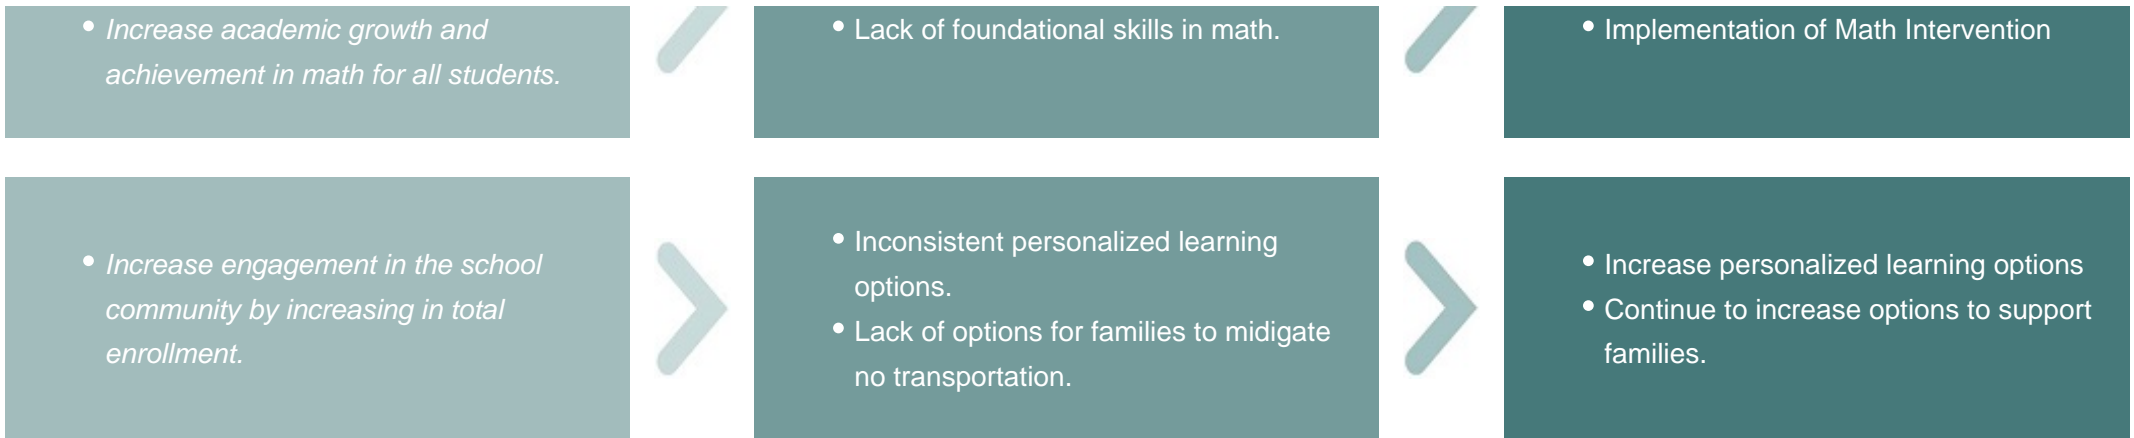 • Increase academic growth and
achievement in math for all students.
• Lack of foundational skills in math.
• Implementation of Math Intervention
• Increase engagement in the school
community by increasing in total
enrollment.
• Inconsistent personalized learning
options.
• Lack of options for families to midigate
no transportation.
• Increase personalized learning options
• Continue to increase options to support
families.